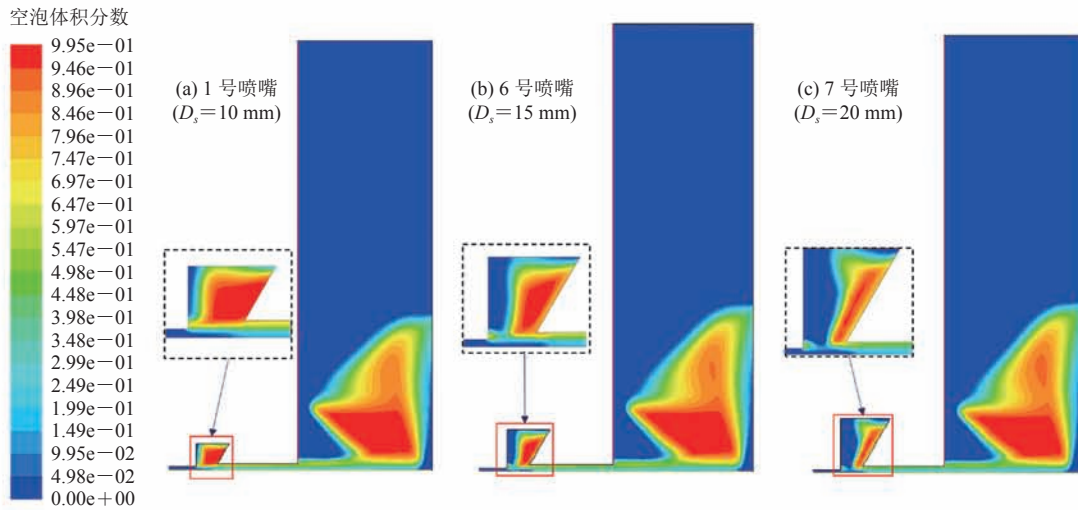 空泡体积分数
9.95e－01
9.46e－01
8.96e－01
8.46e－01
7.96e－01
7.47e－01
6.97e－01
6.47e－01
5.97e－01
5.47e－01
4.98e－01
4.48e－01
3.98e－01
3.48e－01
2.99e－01
2.49e－01
1.99e－01
1.49e－01
9.95e－02
4.98e－02
0.00e＋00
(a) 1 号喷嘴
(Ds＝10 mm)
(b) 6 号喷嘴
(Ds＝15 mm)
(c) 7 号喷嘴
(Ds＝20 mm)